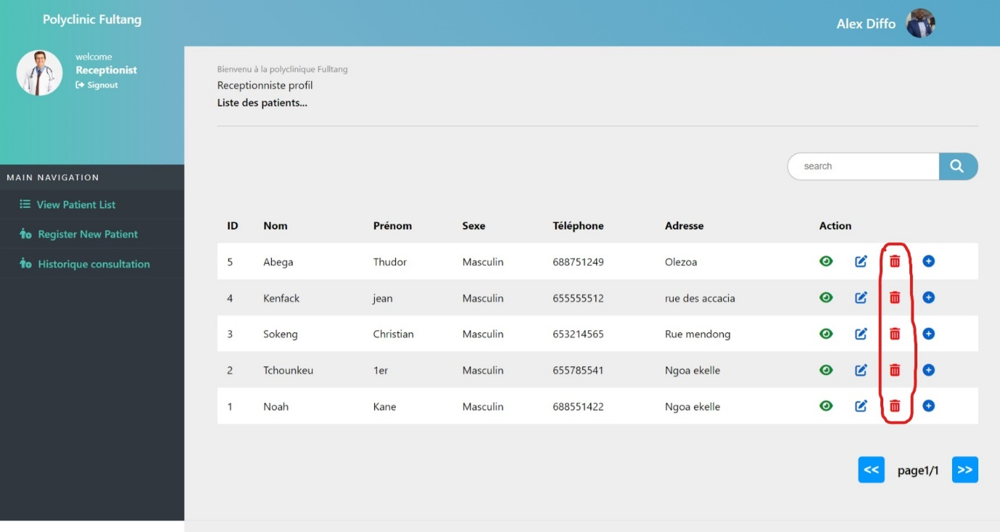 Polyclinic Fultang
Alex Diffo
welcome
Receptionist
Signout
Bienvenu à la polyclinique Fulltang
Receptionniste profil
Liste des patients...
search
MAIN NAVIGATION
View Patient List
Register New Patient
Historique consultation
ID Nom Prénom Sexe Téléphone Adresse Action
5 Abega Thudor Masculin 688751249 Olezoa
4 Kenfack jean Masculin 655555512 rue des accacia
3 Sokeng Christian Masculin 653214565 Rue mendong
2 Tchounkeu 1er Masculin 655785541 Ngoa ekelle
1 Noah Kane Masculin 688551422 Ngoa ekelle
<< page1/1 >>